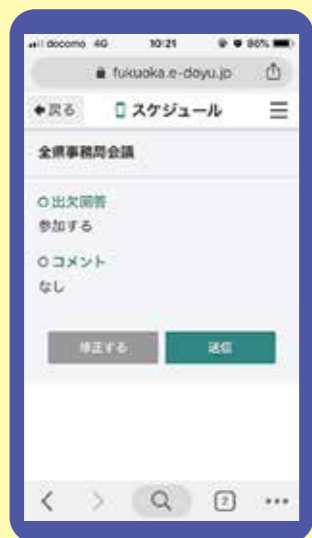 docomo 4G 10:21 86%
fukuoka.e-doyu.jp
戻る スケジュール
全県事務局会議
出欠回答
参加する
コメント
なし
修正する 送信
2